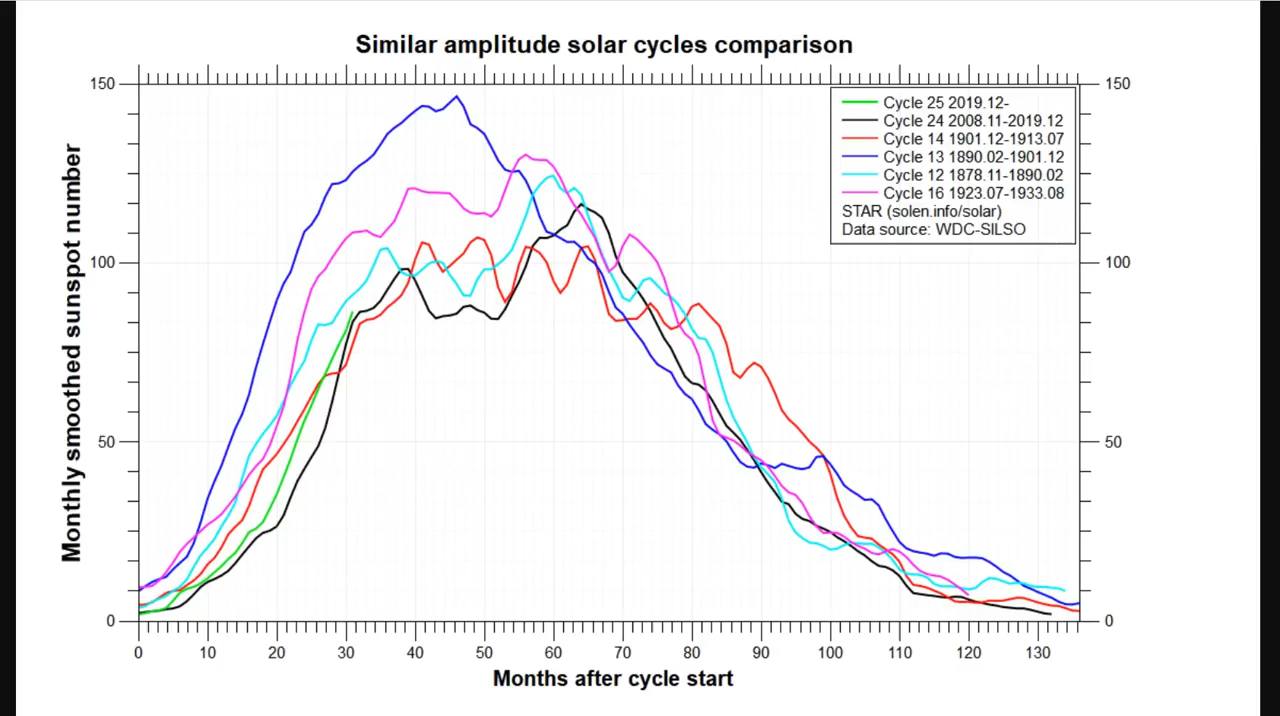 Similar amplitude solar cycles comparison
150
150
Cycle 25 2019.12-
Cycle 24 2008.11-2019.12
Cycle 14 1901.12-1913.07
Cycle 13 1890.02-1901.12
Cycle 12 1878.11-1890.02
Cycle 16 1923.07-1933.08
STAR (solen.info/solar)
Data source: WDC-SILSO
Monthly smoothed sunspot number
100
100
50
50
0
0
0 10 20 30 40 50 60 70 80 90 100 110 120 130
Months after cycle start